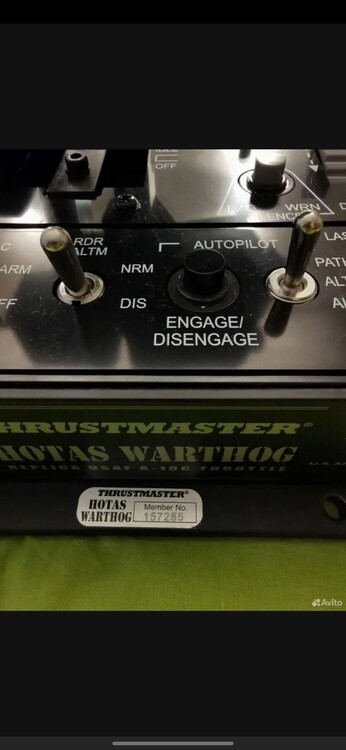 IDLE
OFF
L/G WRN
SILENCE
C
RDR
ALTM
ARM
NRM
DIS
AUTOPILOT
LAS
PATH
ALT
ENGAGE/
DISENGAGE
THRUSTMASTER®
HOTAS WARTHOG
REPLICA USAF A-10C THROTTLE
U.S. A
THRUSTMASTER®
HOTAS
WARTHOG
Member No.
157285
Avito